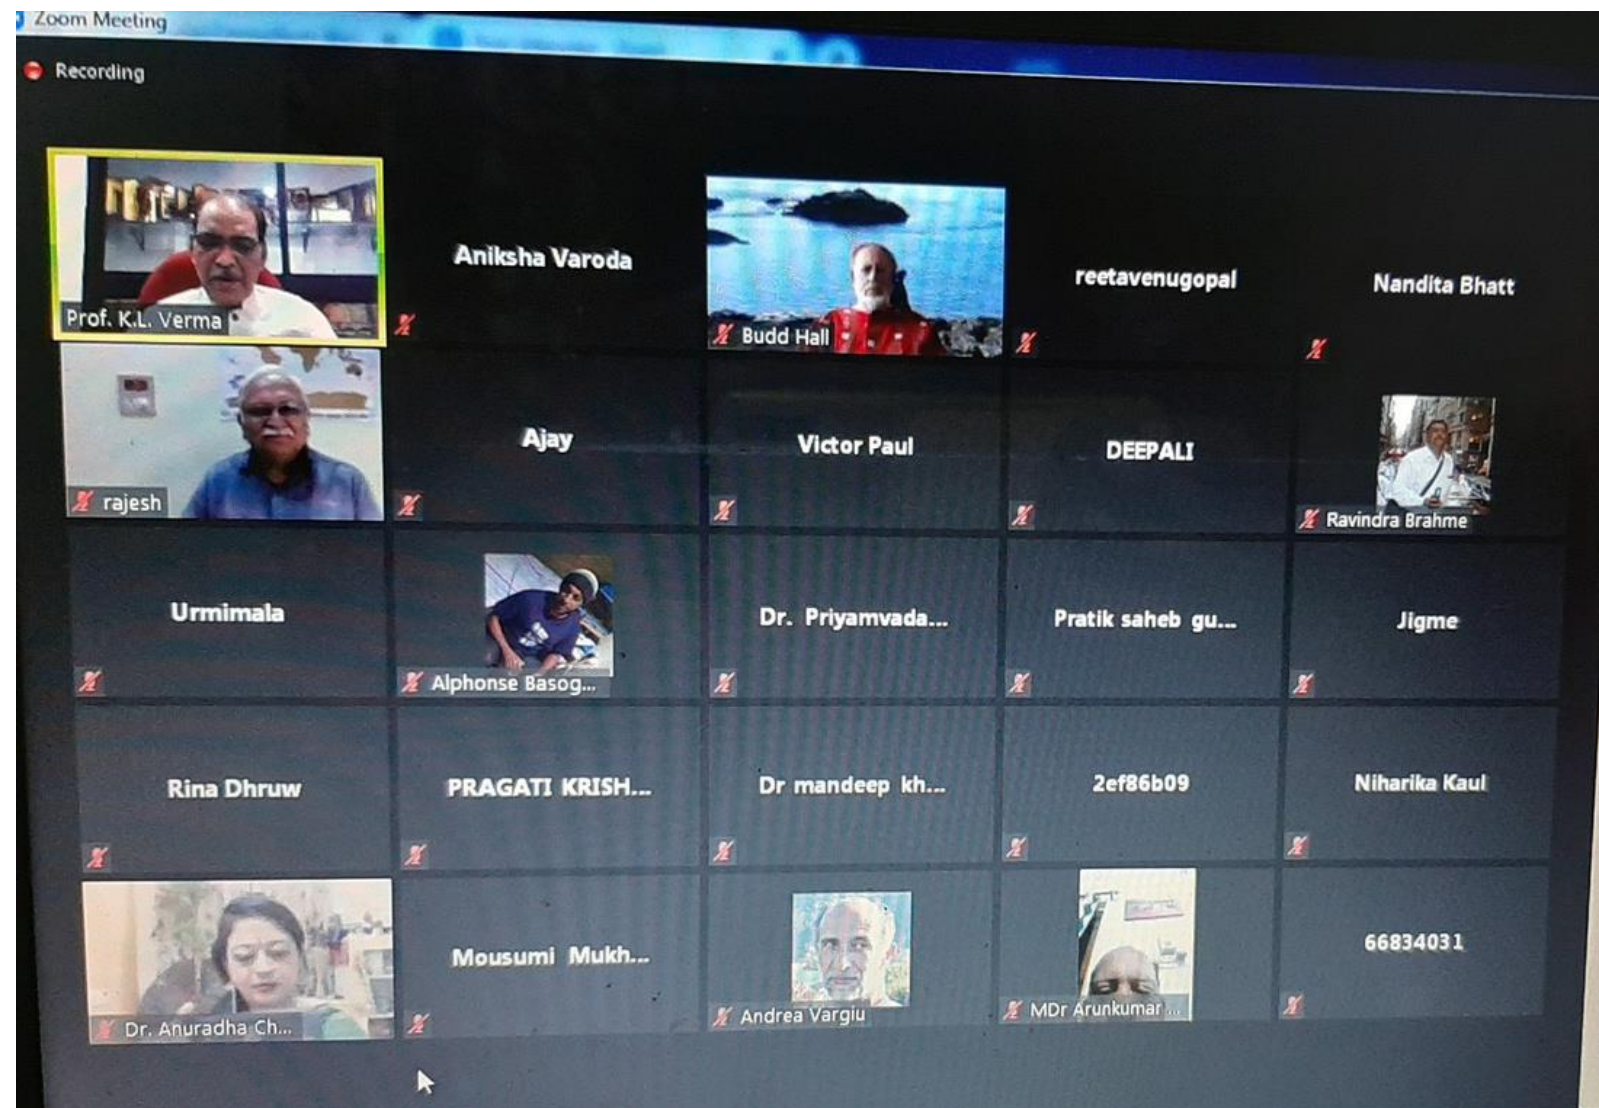 Zoom Meeting
Recording
Prof. K.L. Verma
Aniksha Varoda
Budd Hall
reetavenugopal
Nandita Bhatt
rajesh
Ajay
Victor Paul
DEEPALI
Ravindra Brahme
Urmimala
Alphonse Basog...
Dr. Priyamvada...
Pratik saheb gu...
Jigme
Rina Dhruw
PRAGATI KRISH...
Dr mandeep kh...
2ef86b09
Niharika Kaul
Dr. Anuradha Ch...
Mousumi Mukh...
Andrea Vargiu
MDr Arunkumar ...
66834031